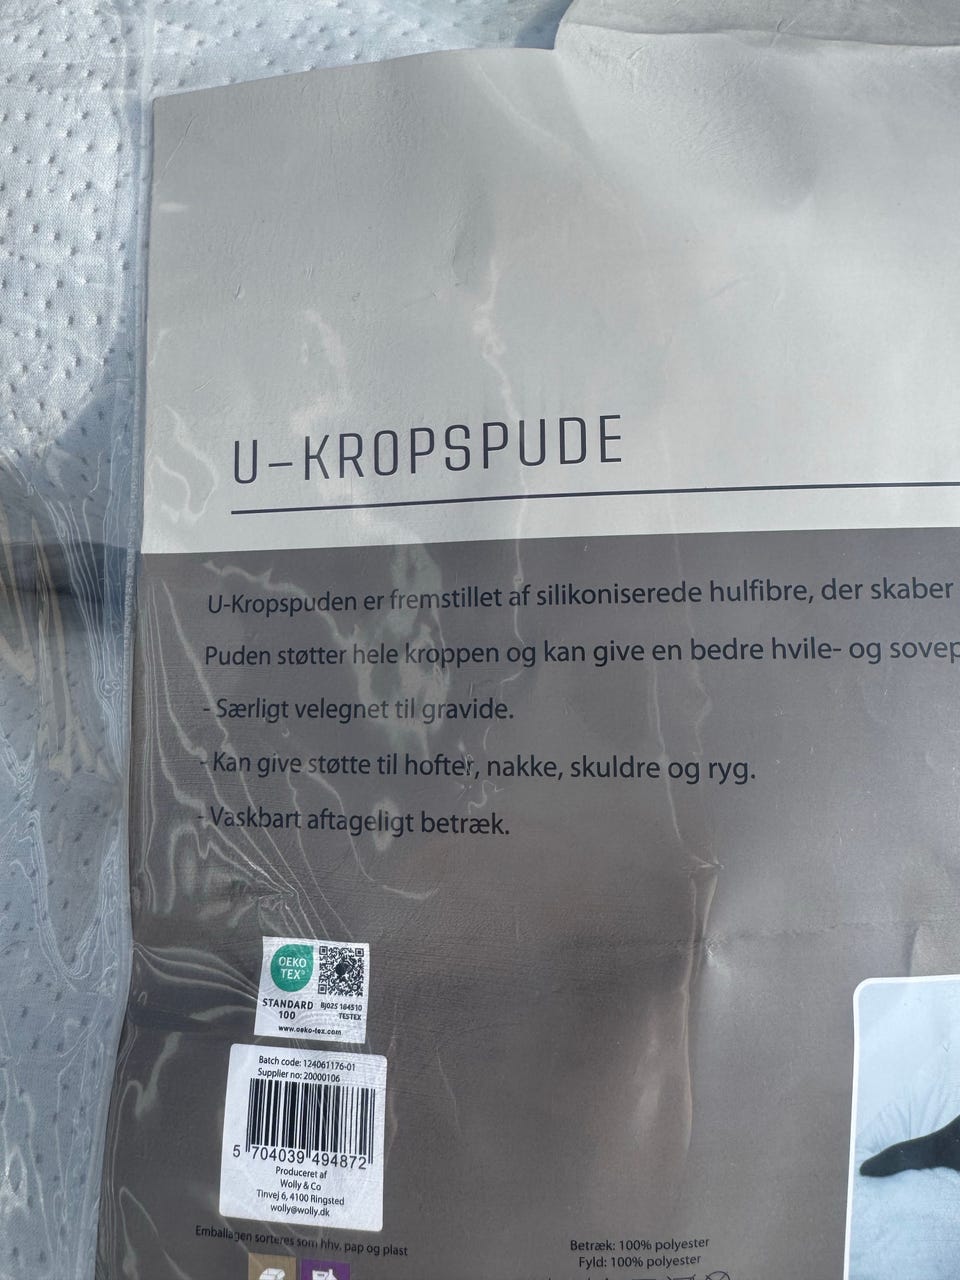 U-KROPSPUDE
U-Kropspuden er fremstillet af silikoniserede hulfibre, der skaber
Puden støtter hele kroppen og kan give en bedre hvile- og sovep
- Særligt velegnet til gravide.
- Kan give støtte til hofter, nakke, skuldre og ryg.
- Vaskbart aftageligt betræk.
OEKO
TEX®
STANDARD
100
BJ025 184510
TESTEX
www.oeko-tex.com
Batch code: 124061176-01
Supplier no: 20000106
5 704039 494872
Produceret af
Wolly & Co
Tinvej 6, 4100 Ringsted
wolly@wolly.dk
Emballagen sorteres som hhv. pap og plast
Betræk: 100% polyester
Fyld: 100% polyester